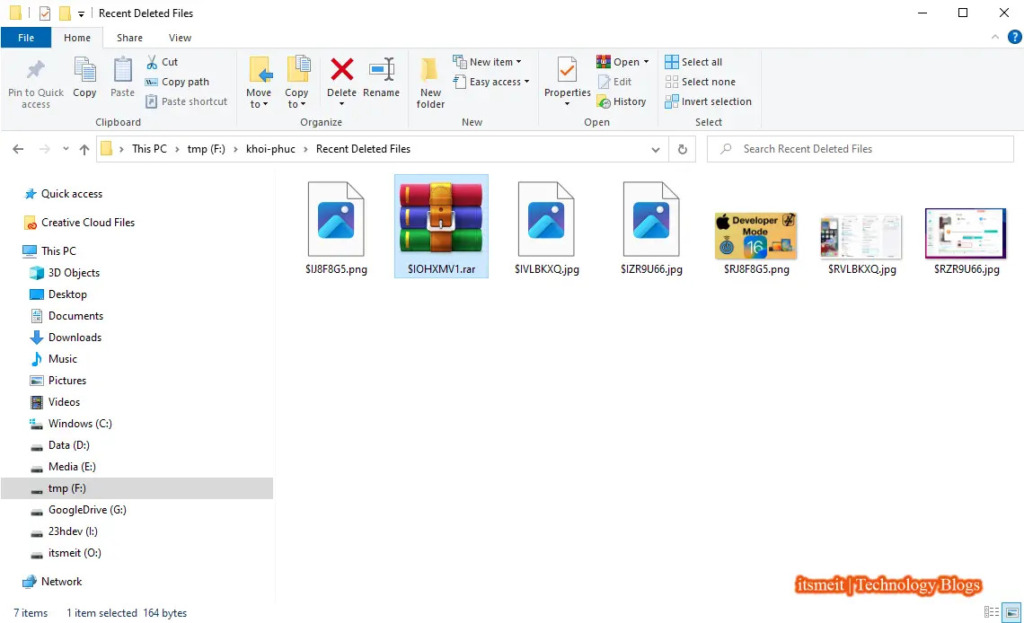 Recent Deleted Files
File Home Share View
Pin to Quick access
Copy
Paste
Cut
Copy path
Paste shortcut
Clipboard
Move to
Copy to
Delete
Rename
Organize
New folder
New item
Easy access
New
Properties
Open
Edit
History
Open
Select all
Select none
Invert selection
Select
This PC > tmp (F:) > khoi-phuc > Recent Deleted Files
Search Recent Deleted Files
Quick access
Creative Cloud Files
This PC
3D Objects
Desktop
Documents
Downloads
Music
Pictures
Videos
Windows (C:)
Data (D:)
Media (E:)
tmp (F:)
GoogleDrive (G:)
23hdev (I:)
itsmeit (O:)
Network
Developer
Mode
16
$IJ8F8G5.png
$IOHXMV1.rar
$IVLBKXQ.jpg
$IZR9U66.jpg
$RJ8F8G5.png
$RVLBKXQ.jpg
$RZR9U66.jpg
itsmeit | Technology Blogs
7 items 1 item selected 164 bytes